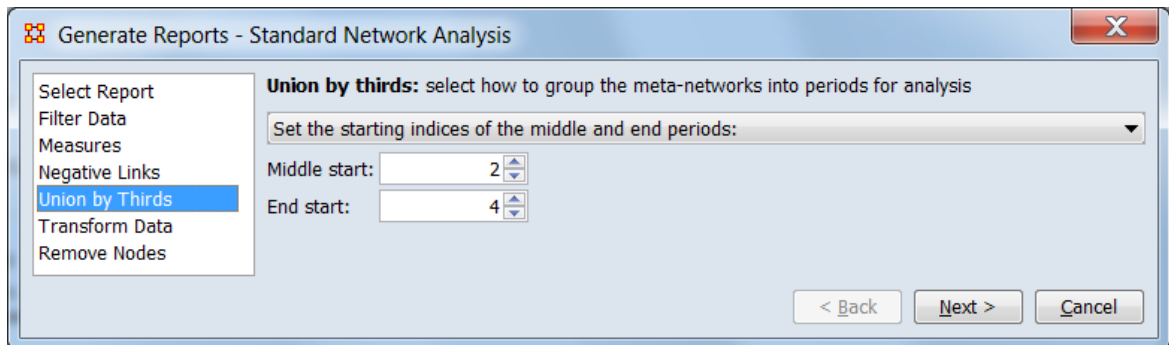 Generate Reports - Standard Network Analysis
X
Select Report
Filter Data
Measures
Negative Links
Union by Thirds
Transform Data
Remove Nodes
Union by thirds: select how to group the meta-networks into periods for analysis
Set the starting indices of the middle and end periods:
Middle start: 2
End start: 4
< Back Next > Cancel